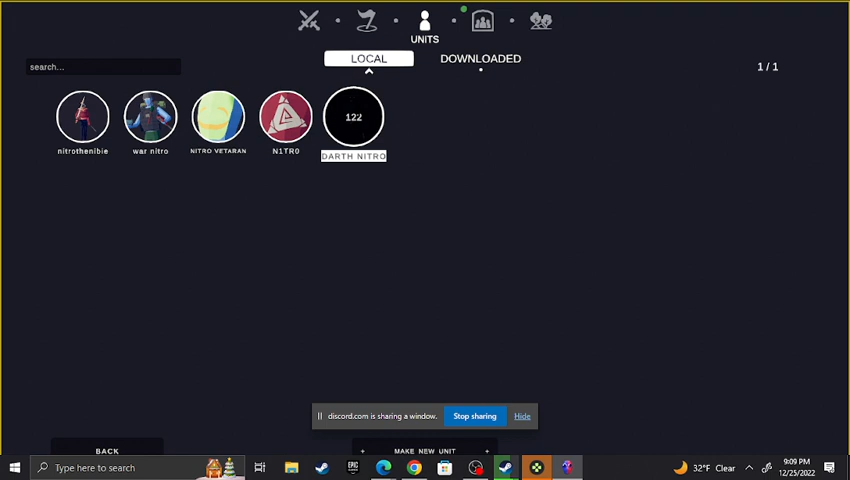 UNITS
LOCAL
DOWNLOADED
search...
1 / 1
122
nitrothenibie
war nitro
NITRO VETARAN
N1TR0
DARTH NITRO
discord.com is sharing a window.
Stop sharing
Hide
BACK
+ MAKE NEW UNIT +
Type here to search
EPIC
32°F Clear
9:09 PM
12/25/2022